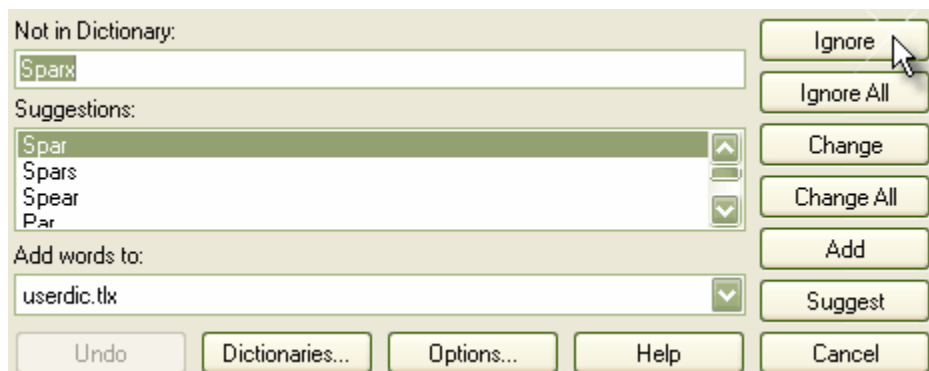 Not in Dictionary:
Sparx
Suggestions:
Spar
Spars
Spear
Par
Add words to:
userdic.tlx
Undo
Dictionaries...
Options...
Help
Ignore
Ignore All
Change
Change All
Add
Suggest
Cancel